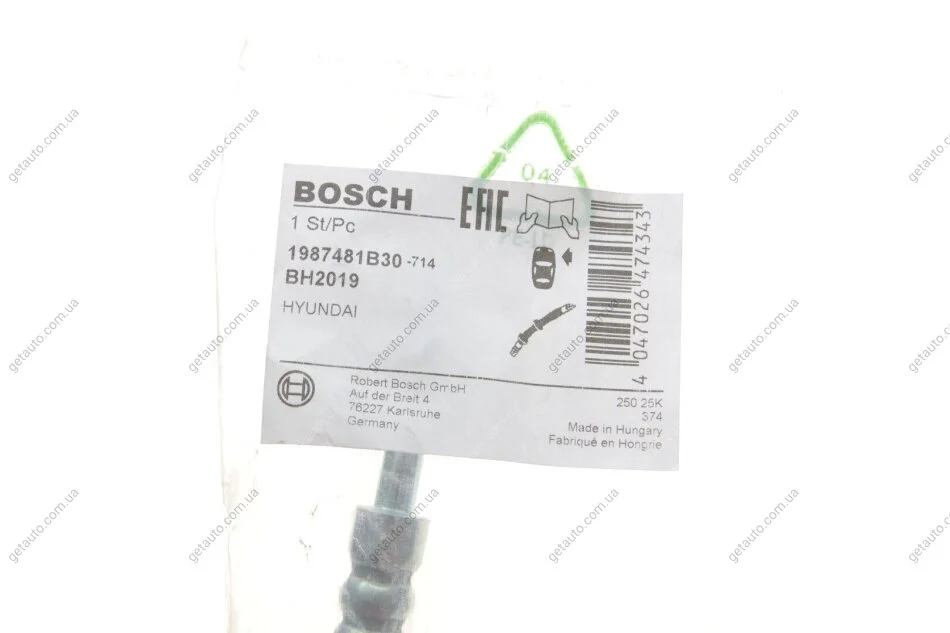 04
BOSCH
EAC
1 St/Pc
1987481B30 -714
BH2019
HYUNDAI
4 047026 474343
Robert Bosch GmbH
Auf der Breit 4
76227 Karlsruhe
Germany
250 25K
374
Made in Hungary
Fabriqué en Hongrie
getauto.com.ua